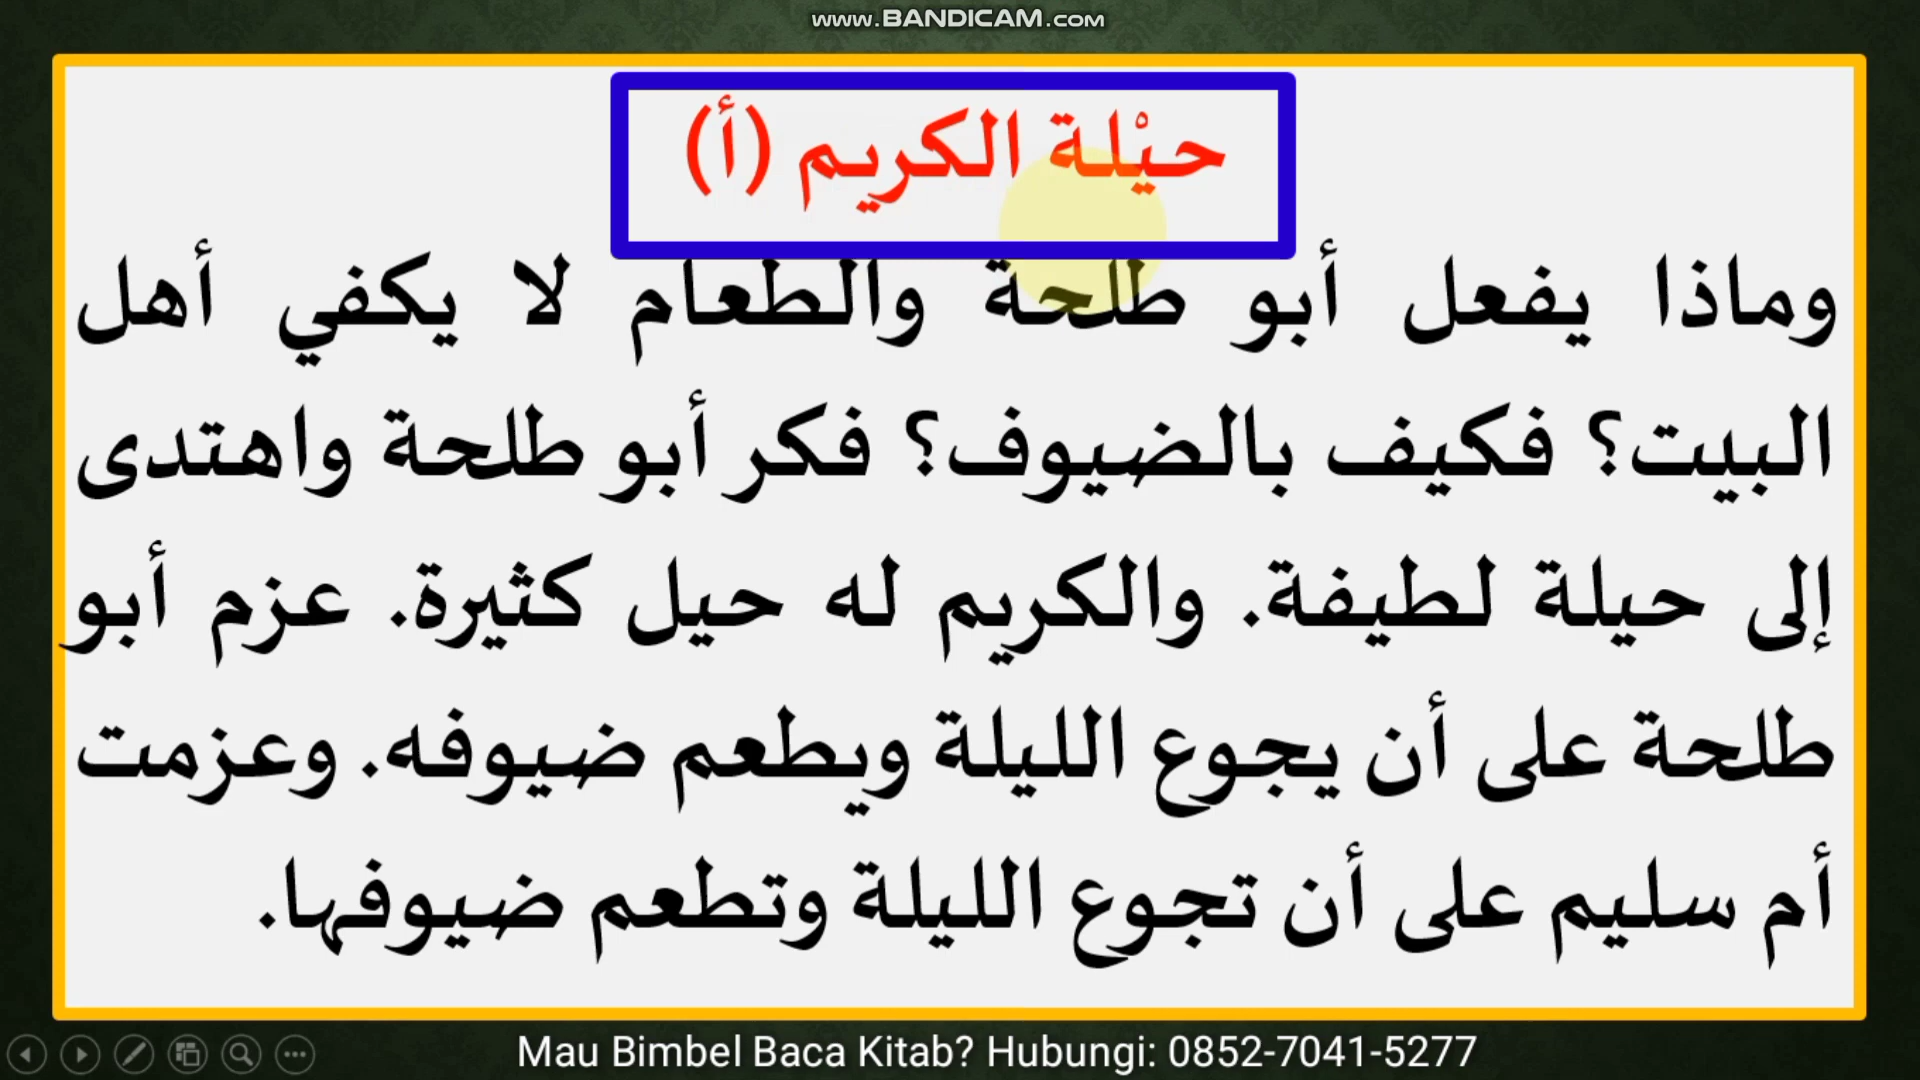 www.BANDICAM.com
حيْلة الكريم (أ)
وماذا يفعل أبو طلحة والطعام لا يكفي أهل
البيت؟ فكيف بالضيوف؟ فكر أبو طلحة واهتدى
إلى حيلة لطيفة. والكريم له حيل كثيرة. عزم أبو
طلحة على أن يجوع الليلة ويطعم ضيوفه. وعزمت
أم سليم على أن تجوع الليلة وتطعم ضيوفها.
Mau Bimbel Baca Kitab? Hubungi: 0852-7041-5277